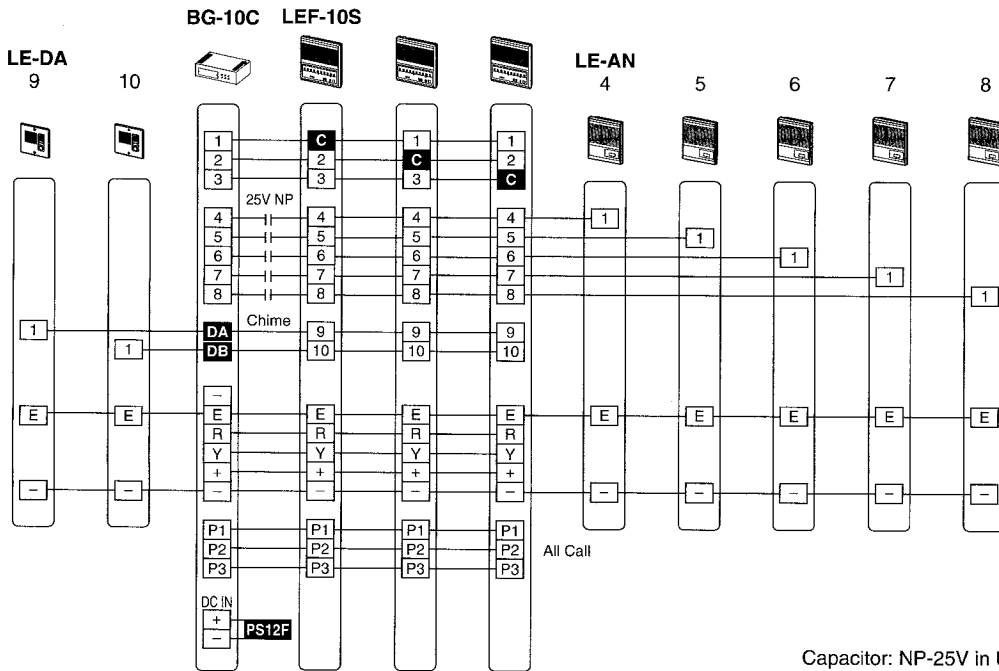 BG-10C LEF-10S
LE-DA LE-AN
9 10 4 5 6 7 8
1 C 1 1
2 2 C 2
3 3 3 C
25V NP
4 4 4 4 1
5 5 5 5 1
6 6 6 6 1
7 7 7 7 1
8 8 8 8 1
Chime
1 DA 9 9 9
1 DB 10 10 10
–
E E E E E E E E E E E
R R R R
Y Y Y Y
+ + + +
– – – – – – – – – – –
P1 P1 P1 P1
P2 P2 P2 P2 All Call
P3 P3 P3 P3
DC IN
+
– PS12F
Capacitor: NP-25V in